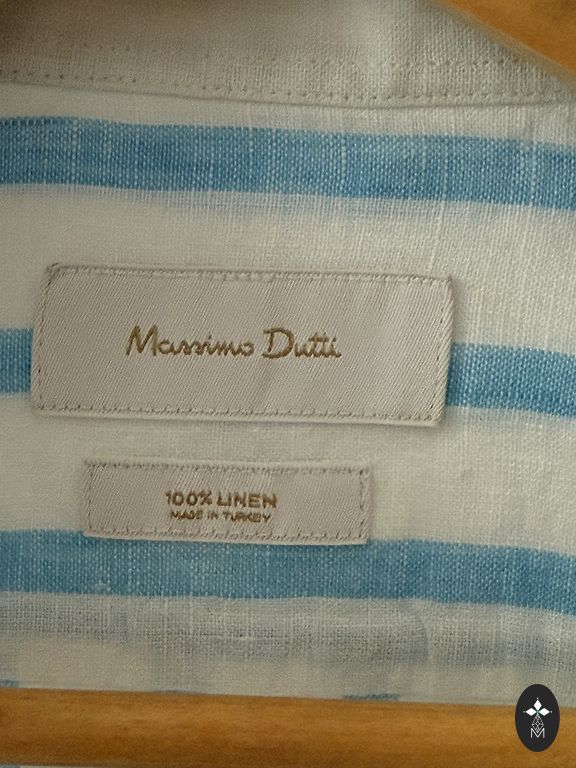 Massimo Dutti
100% LINEN
MADE IN TURKEY
M